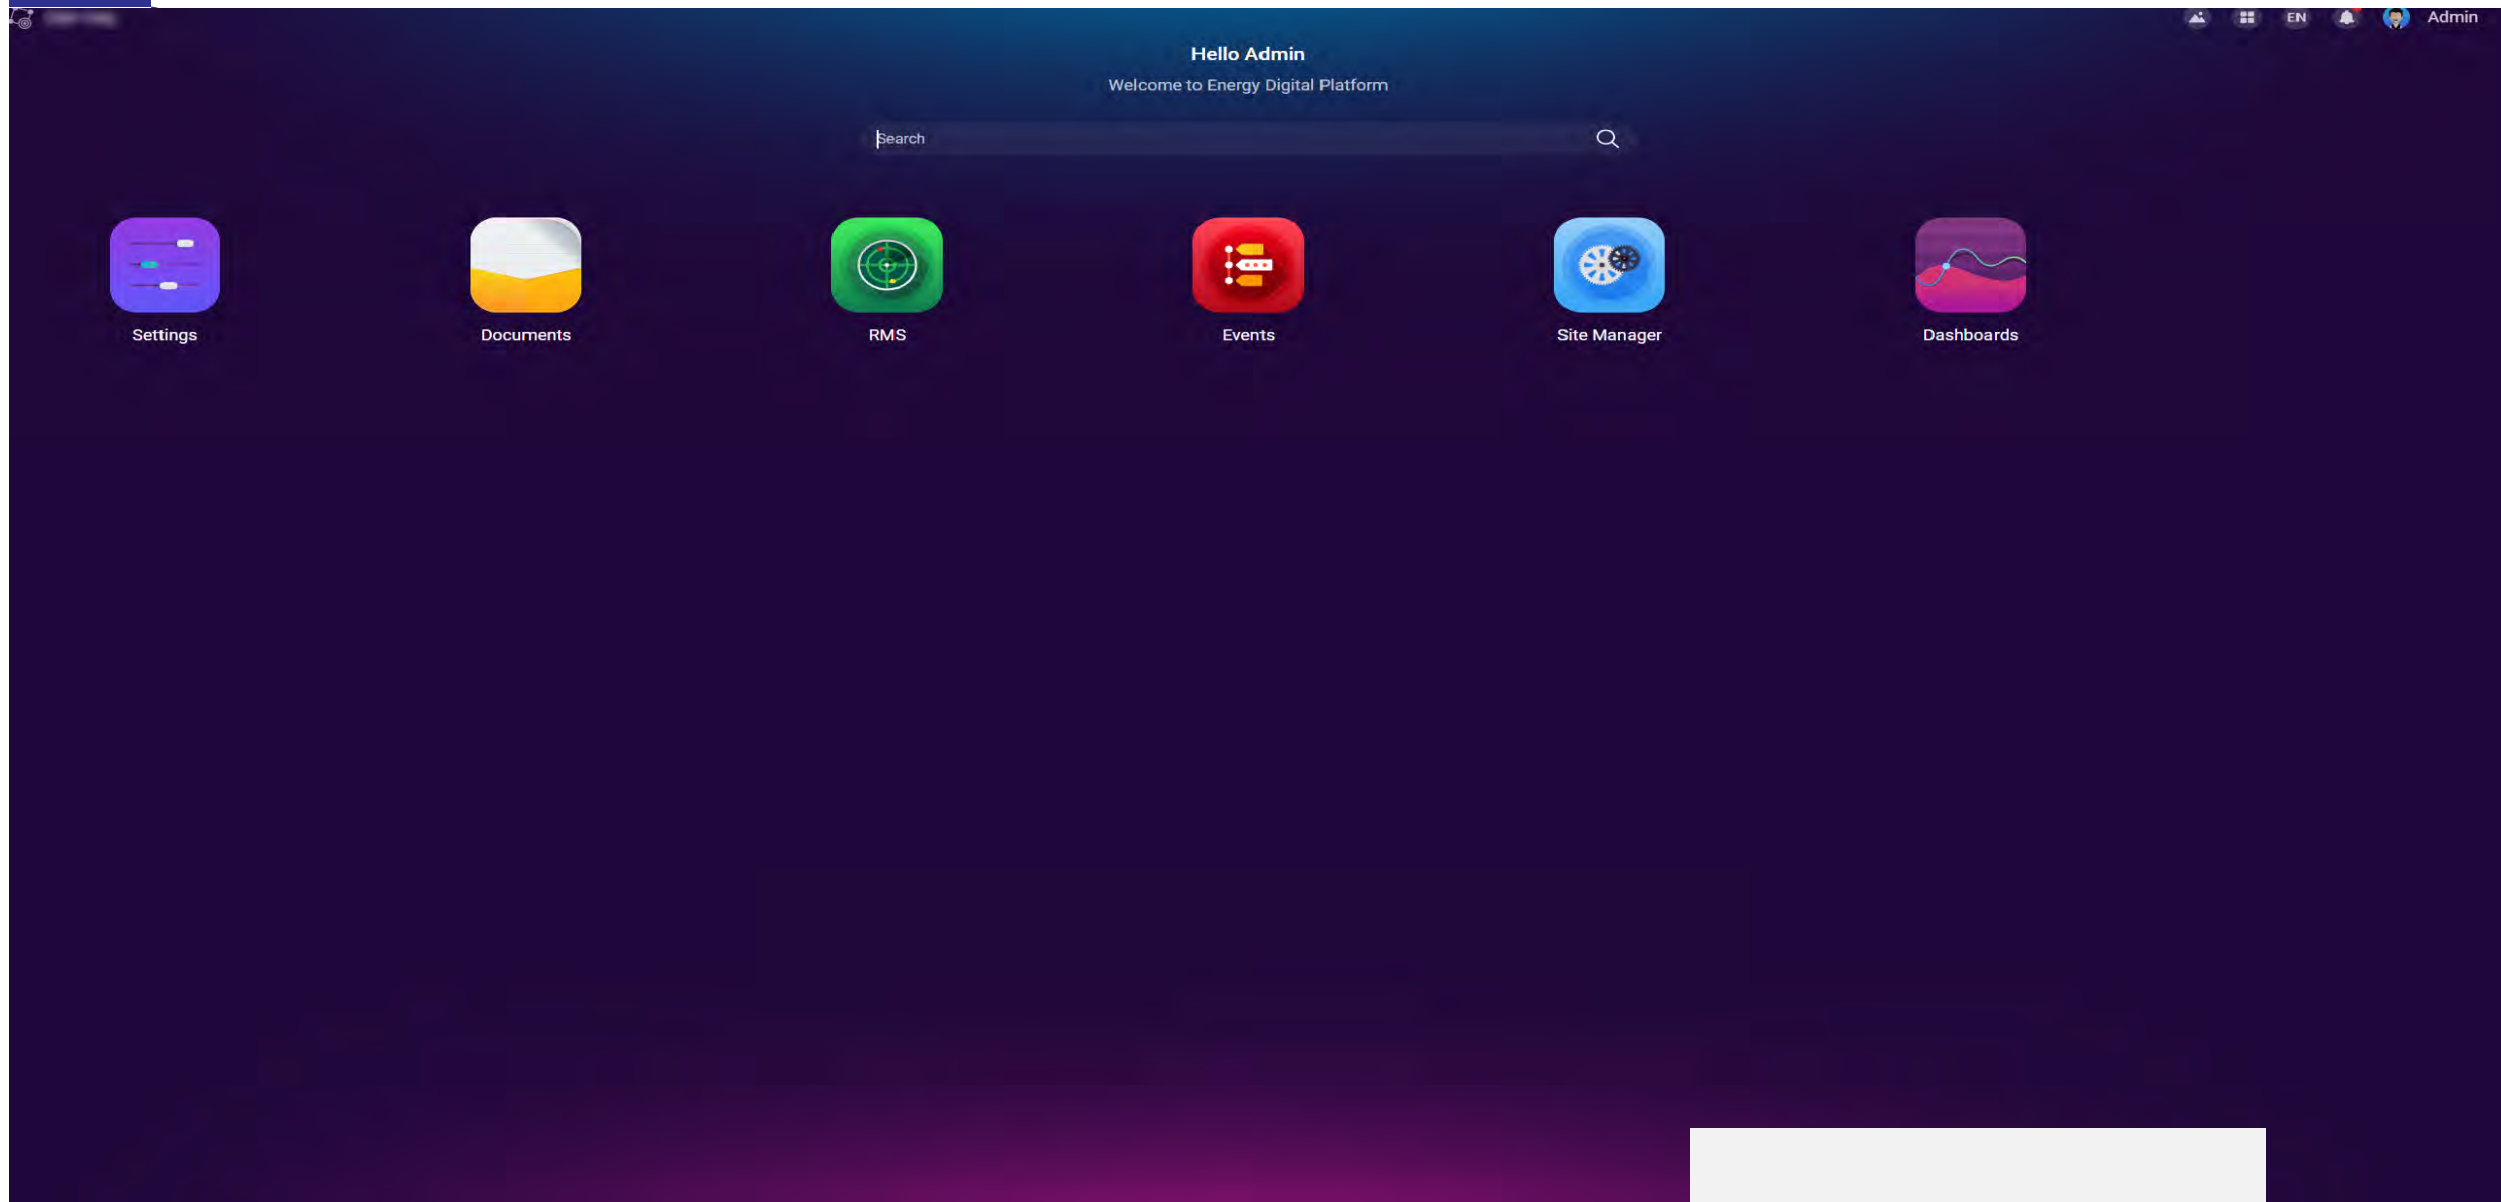 EN Admin
Hello Admin
Welcome to Energy Digital Platform
Search
Settings Documents RMS Events Site Manager Dashboards